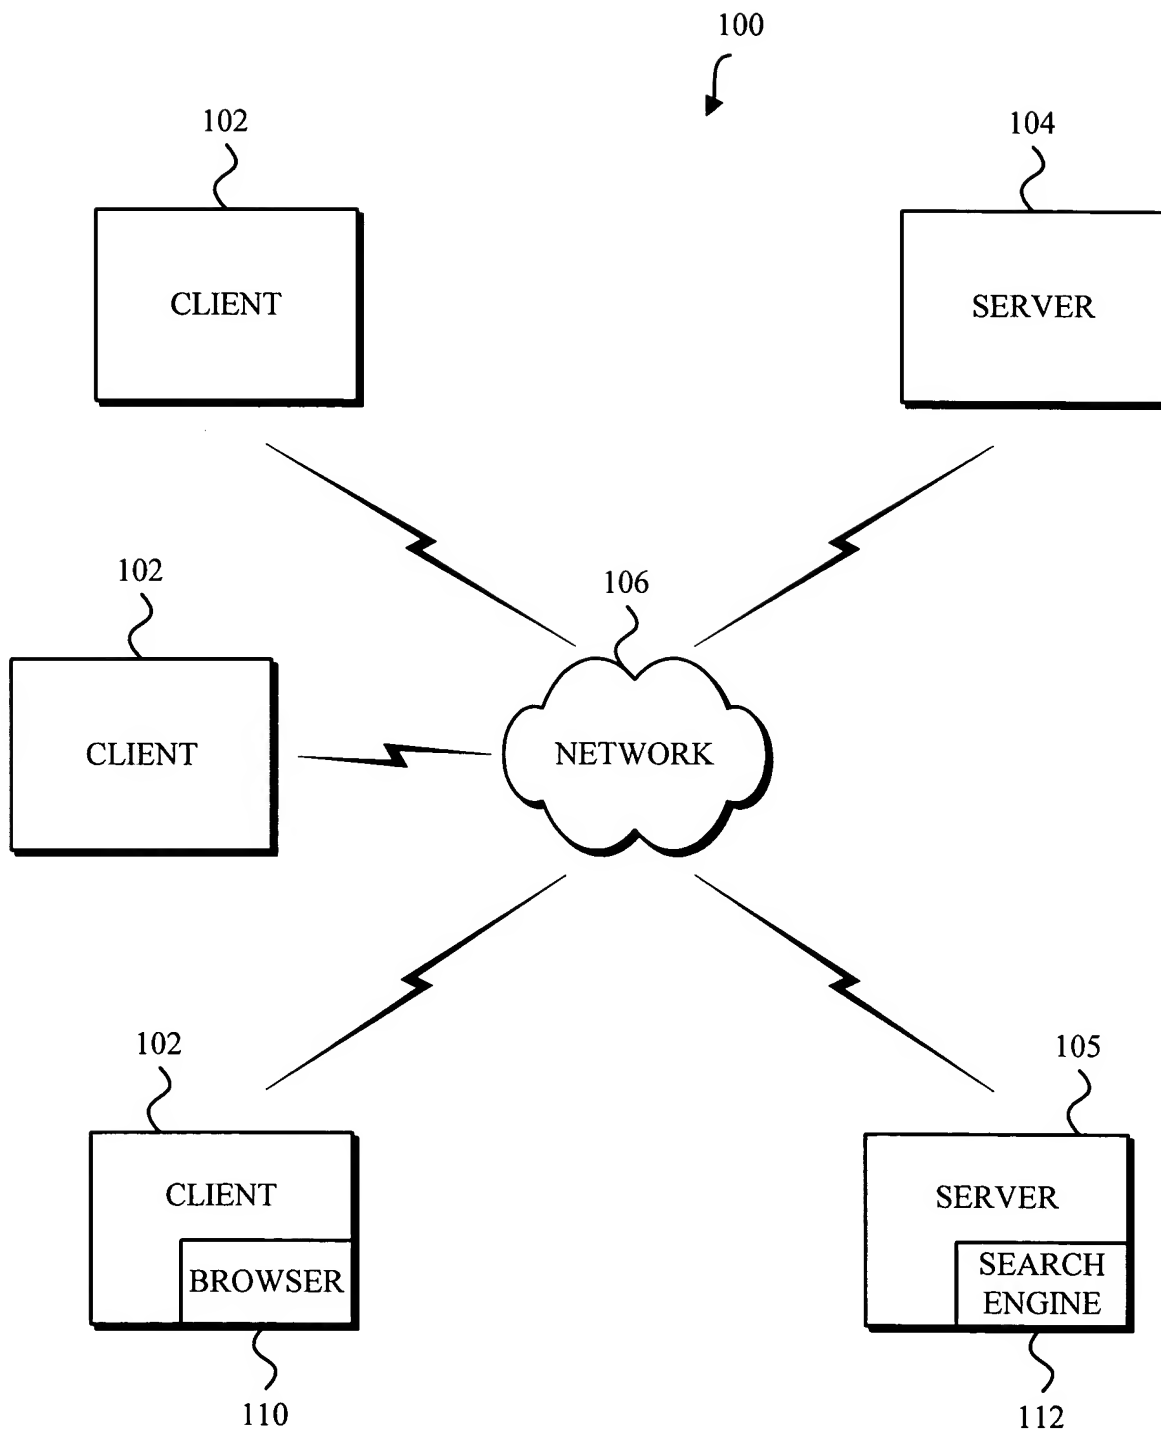 100
102
104
CLIENT
SERVER
102
106
CLIENT
NETWORK
102
105
CLIENT
SERVER
BROWSER
SEARCH
ENGINE
110
112